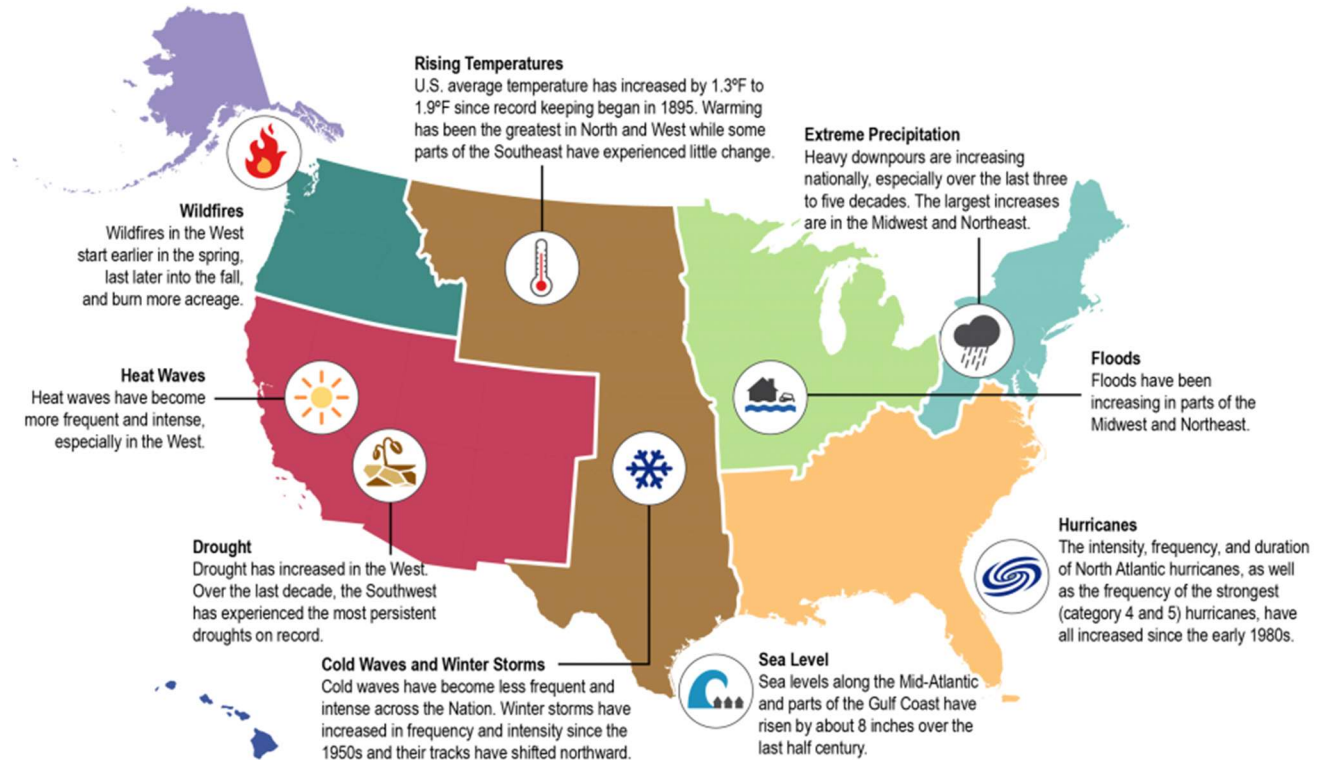 Rising Temperatures
U.S. average temperature has increased by 1.3ºF to
1.9ºF since record keeping began in 1895. Warming
has been the greatest in North and West while some
parts of the Southeast have experienced little change.
Extreme Precipitation
Heavy downpours are increasing
nationally, especially over the last three
to five decades. The largest increases
are in the Midwest and Northeast.
Wildfires
Wildfires in the West
start earlier in the spring,
last later into the fall,
and burn more acreage.
Heat Waves
Heat waves have become
more frequent and intense,
especially in the West.
Floods
Floods have been
increasing in parts of the
Midwest and Northeast.
Drought
Drought has increased in the West.
Over the last decade, the Southwest
has experienced the most persistent
droughts on record.
Hurricanes
The intensity, frequency, and duration
of North Atlantic hurricanes, as well
as the frequency of the strongest
(category 4 and 5) hurricanes, have
all increased since the early 1980s.
Cold Waves and Winter Storms
Cold waves have become less frequent and
intense across the Nation. Winter storms have
increased in frequency and intensity since the
1950s and their tracks have shifted northward.
Sea Level
Sea levels along the Mid-Atlantic
and parts of the Gulf Coast have
risen by about 8 inches over the
last half century.